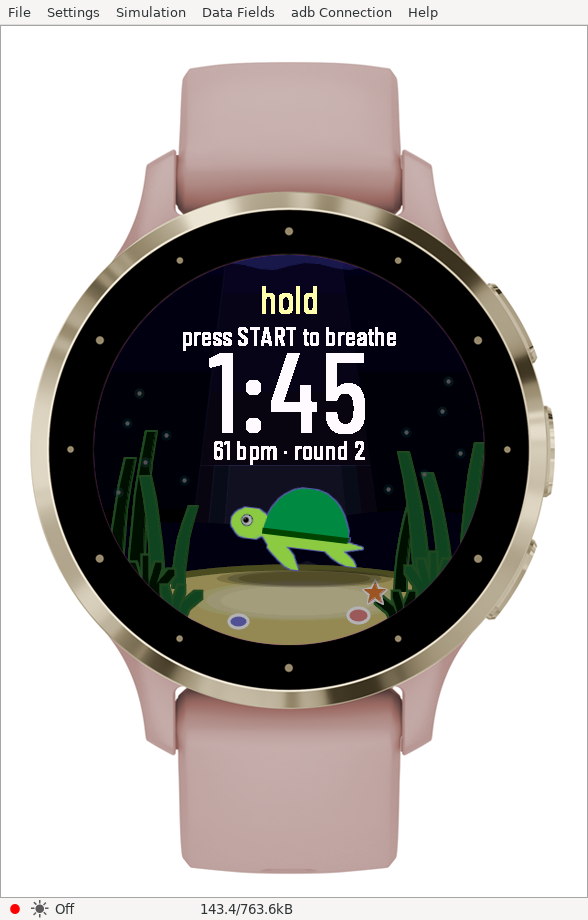 File Settings Simulation Data Fields adb Connection Help
hold
press START to breathe
1:45
61 bpm · round 2
Off 143.4/763.6kB